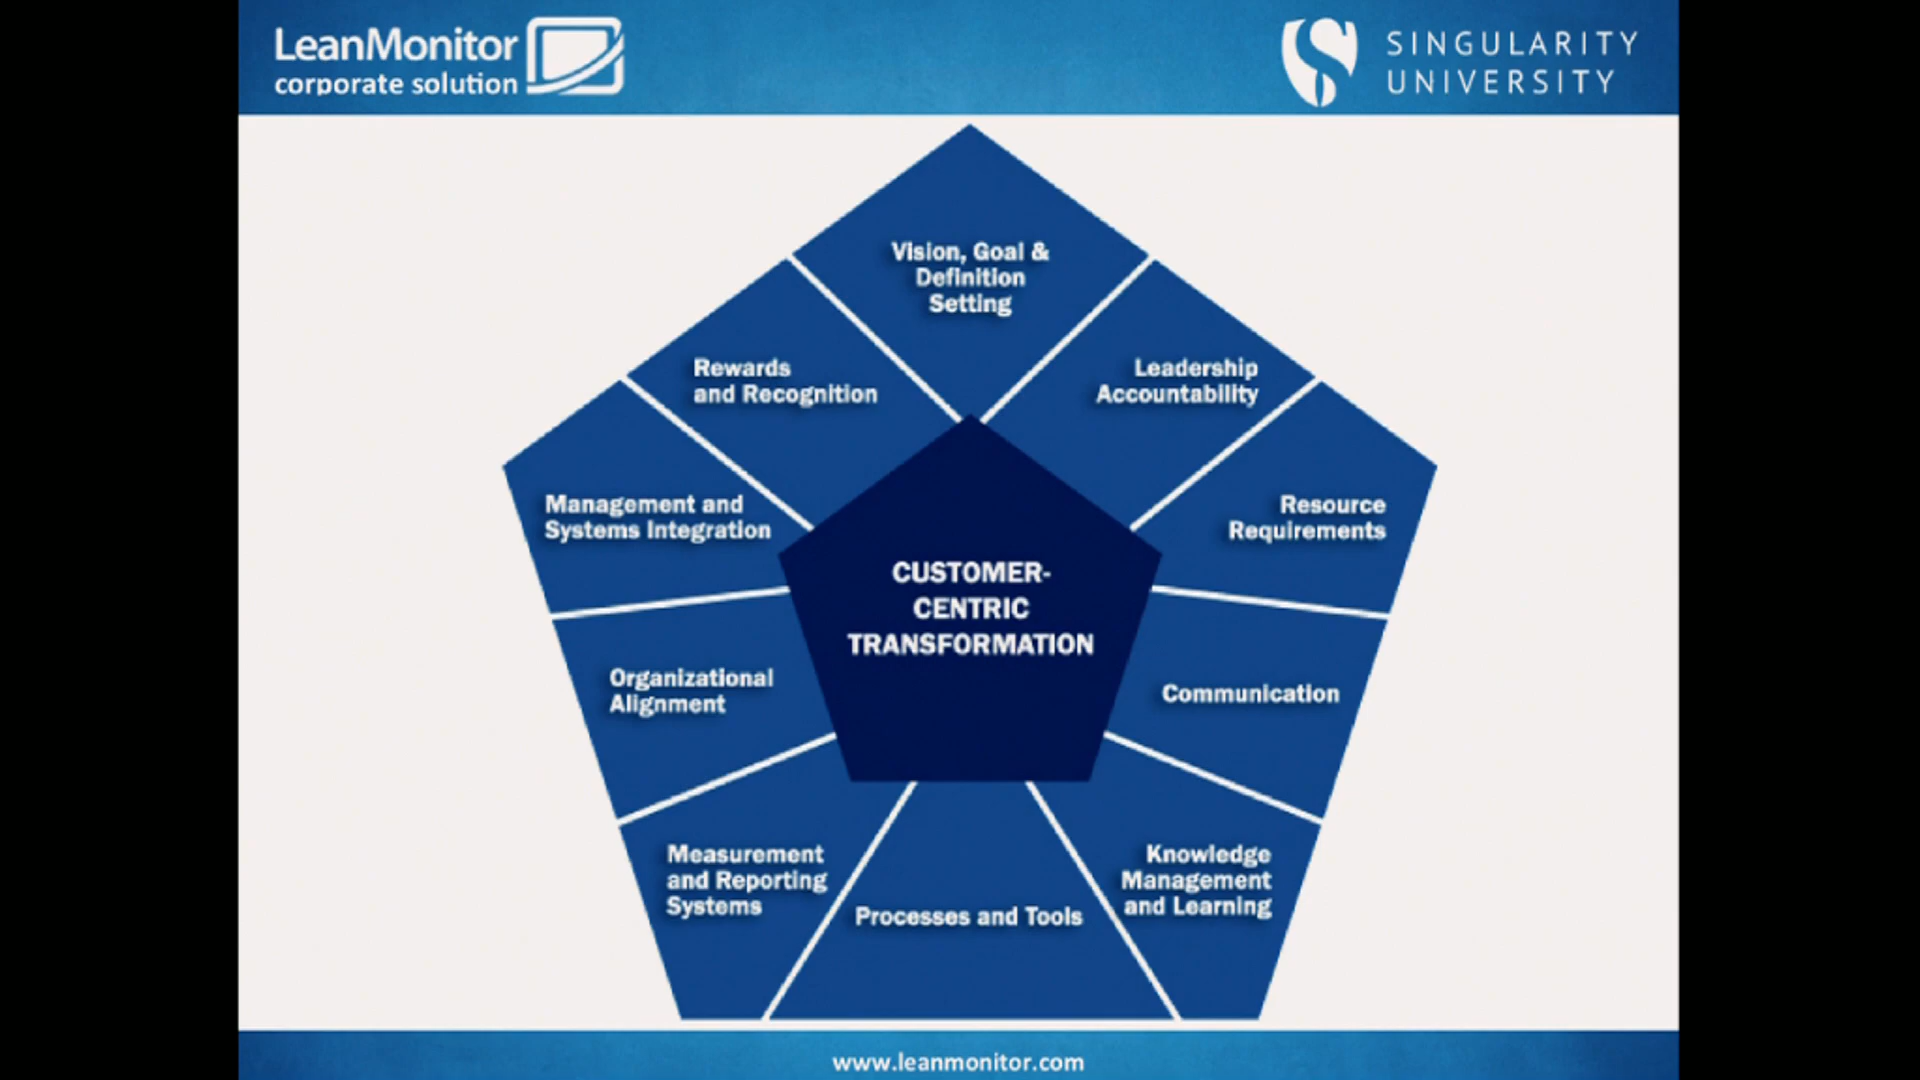 LeanMonitor
corporate solution
SINGULARITY
UNIVERSITY
Vision, Goal &
Definition
Setting
Rewards
and Recognition
Leadership
Accountability
Management and
Systems Integration
Resource
Requirements
CUSTOMER-
CENTRIC
TRANSFORMATION
Organizational
Alignment
Communication
Measurement
and Reporting
Systems
Processes and Tools
Knowledge
Management
and Learning
www.leanmonitor.com